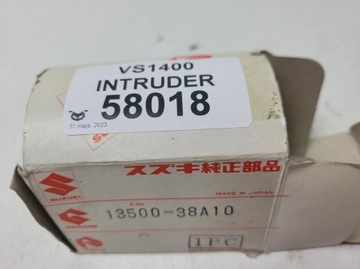 VS1400
INTRUDER
58018
31 maja, 2023
スズキ純正部品
SUZUKI
MADE IN JAPAN
P.No.
13500-38A10
1PC